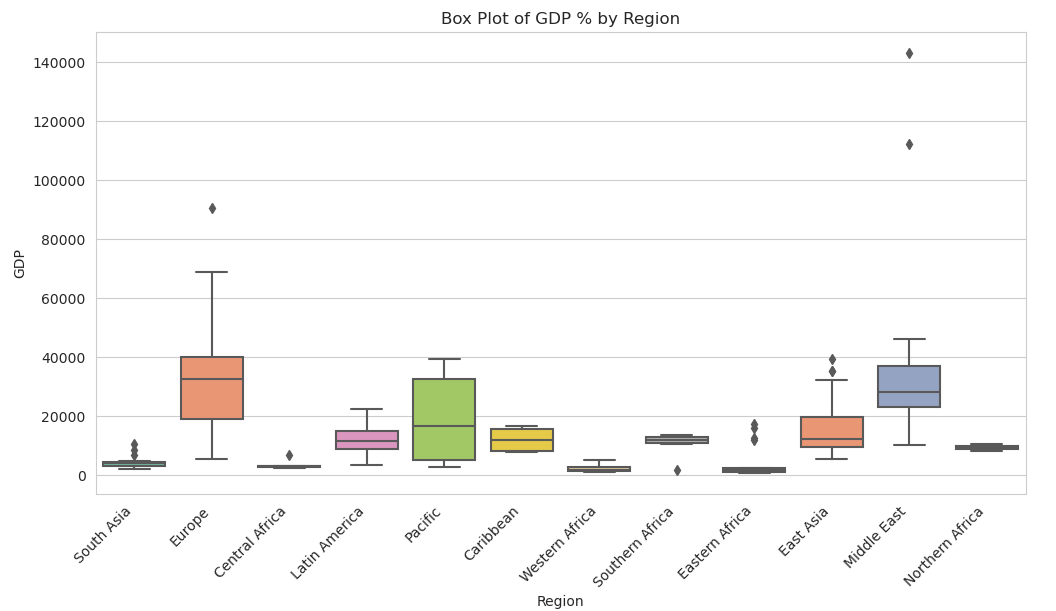 Box Plot of GDP % by Region
140000
120000
100000
80000
60000
40000
20000
0
GDP
South Asia
Europe
Central Africa
Latin America
Pacific
Caribbean
Western Africa
Southern Africa
Eastern Africa
East Asia
Middle East
Northern Africa
Region